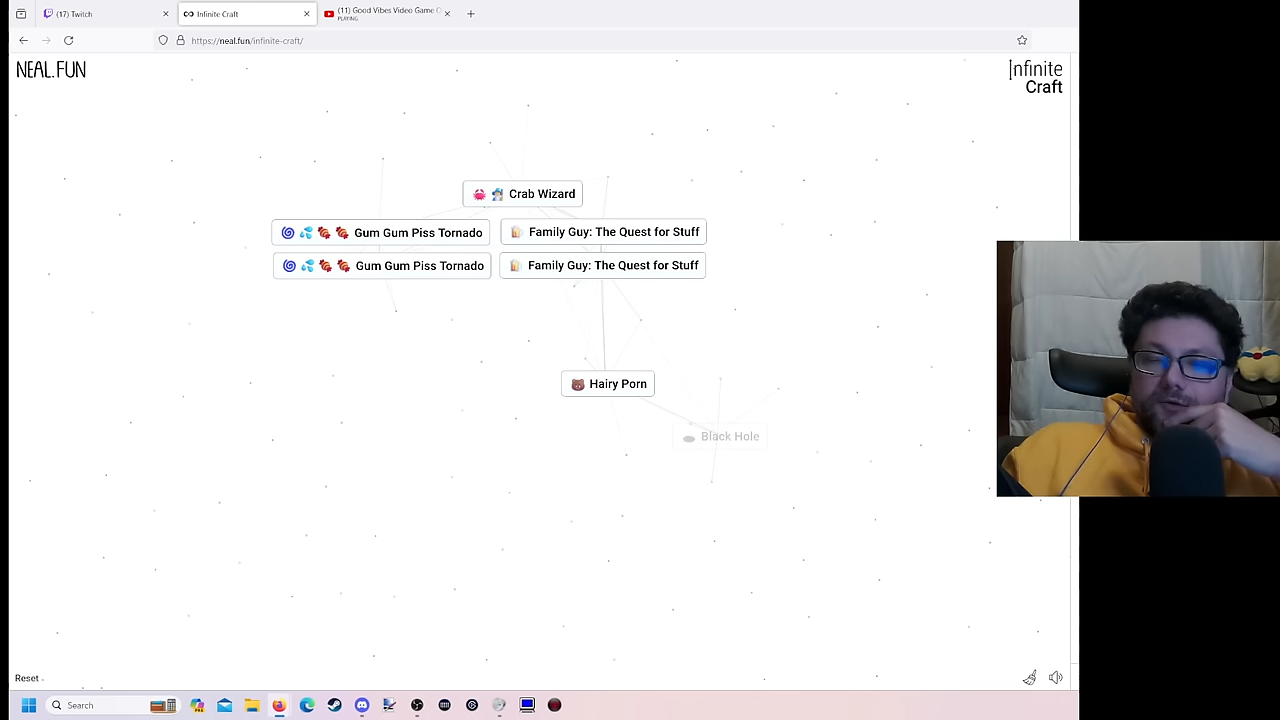 (17) Twitch
Infinite Craft
(11) Good Vibes Video Game
PLAYING
https://neal.fun/infinite-craft/
NEAL.FUN
Infinite
Craft
Crab Wizard
Gum Gum Piss Tornado
Family Guy: The Quest for Stuff
Gum Gum Piss Tornado
Family Guy: The Quest for Stuff
Hairy Porn
Black Hole
Reset
Search